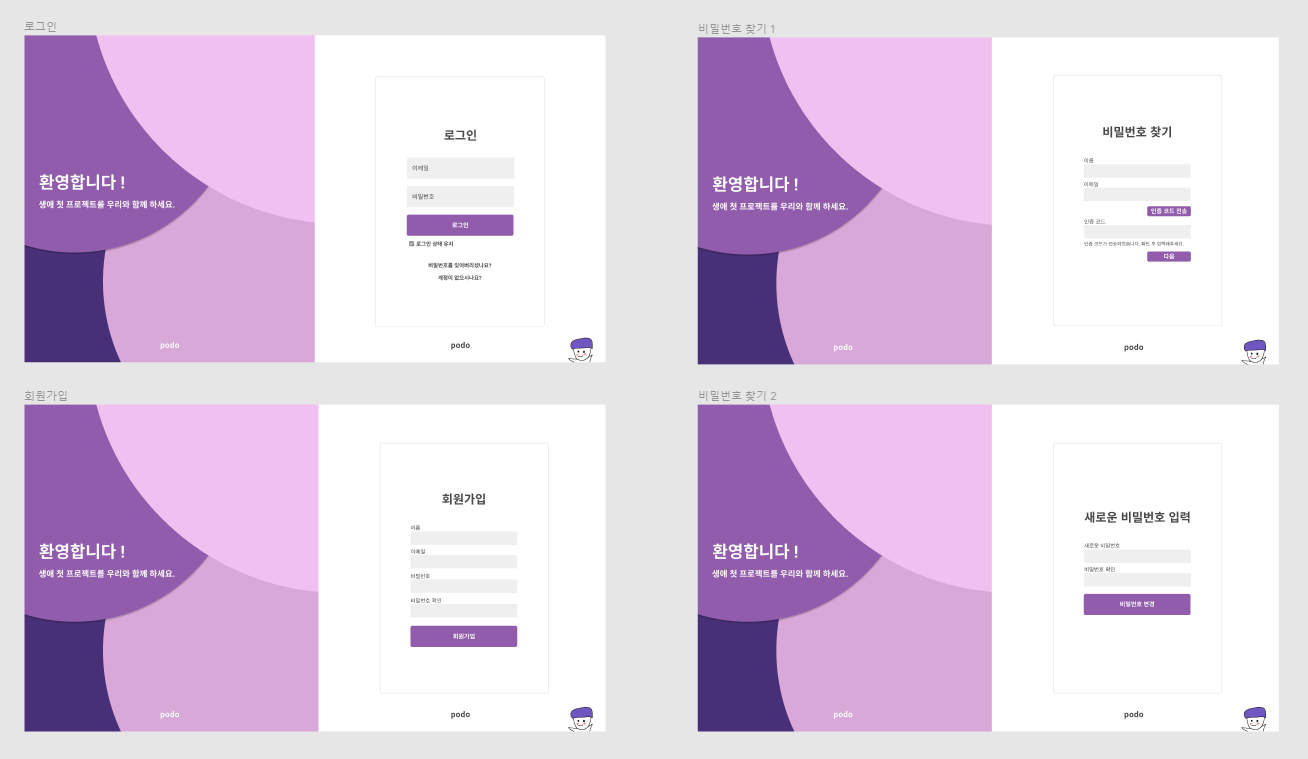 로그인
환영합니다 !
생애 첫 프로젝트를 우리와 함께 하세요.
podo
로그인
이메일
비밀번호
로그인
로그인 상태 유지
비밀번호를 잊어버리셨나요?
계정이 없으시나요?
podo
비밀번호 찾기 1
환영합니다 !
생애 첫 프로젝트를 우리와 함께 하세요.
podo
비밀번호 찾기
이름
이메일
인증 코드 전송
인증 코드
인증 코드가 전송되었습니다. 확인 후 입력해주세요.
다음
podo
회원가입
환영합니다 !
생애 첫 프로젝트를 우리와 함께 하세요.
podo
회원가입
이름
이메일
비밀번호
비밀번호 확인
회원가입
podo
비밀번호 찾기 2
환영합니다 !
생애 첫 프로젝트를 우리와 함께 하세요.
podo
새로운 비밀번호 입력
새로운 비밀번호
비밀번호 확인
비밀번호 변경
podo